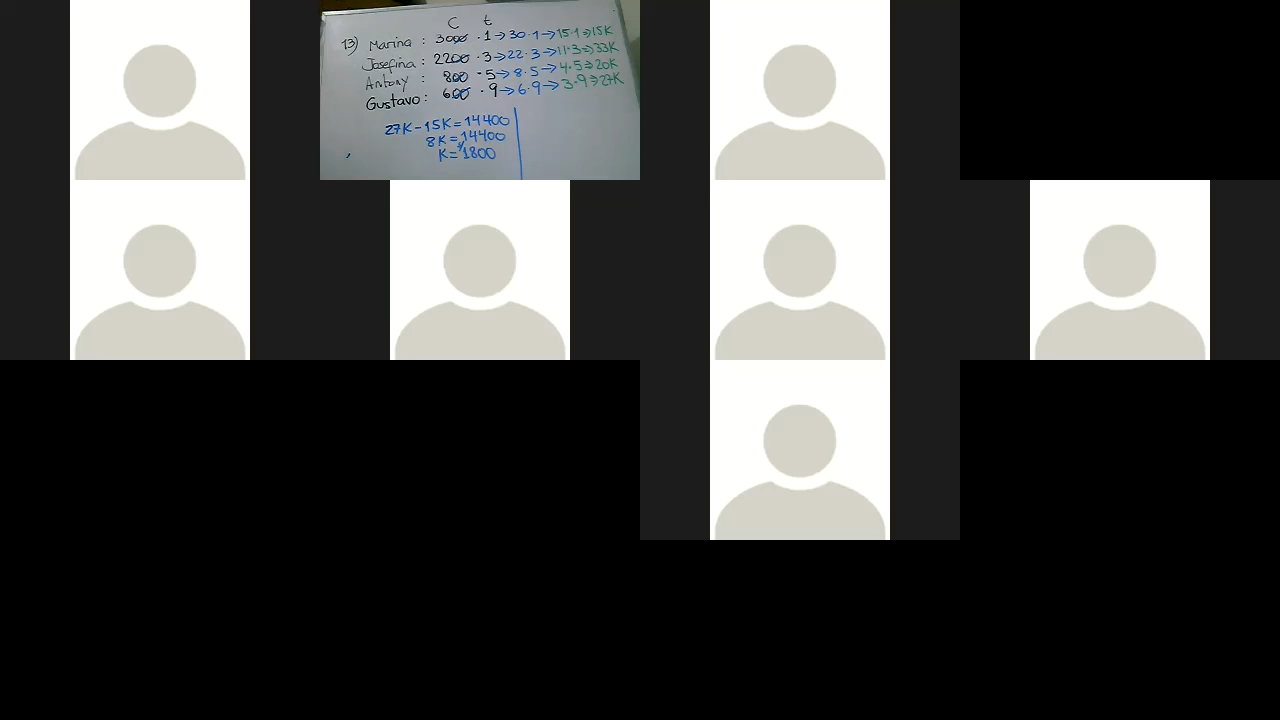 C t
13) Marina : 3000 · 1 → 30·1 → 15·1 ⇒ 15K
Josefina : 2200 · 3 → 22·3 → 11·3 ⇒ 33K
Antony : 800 · 5 → 8·5 → 4·5 ⇒ 20K
Gustavo : 600 · 9 → 6·9 → 3·9 ⇒ 27K
27K - 15K = 14400
8K = 14400
K = 1800